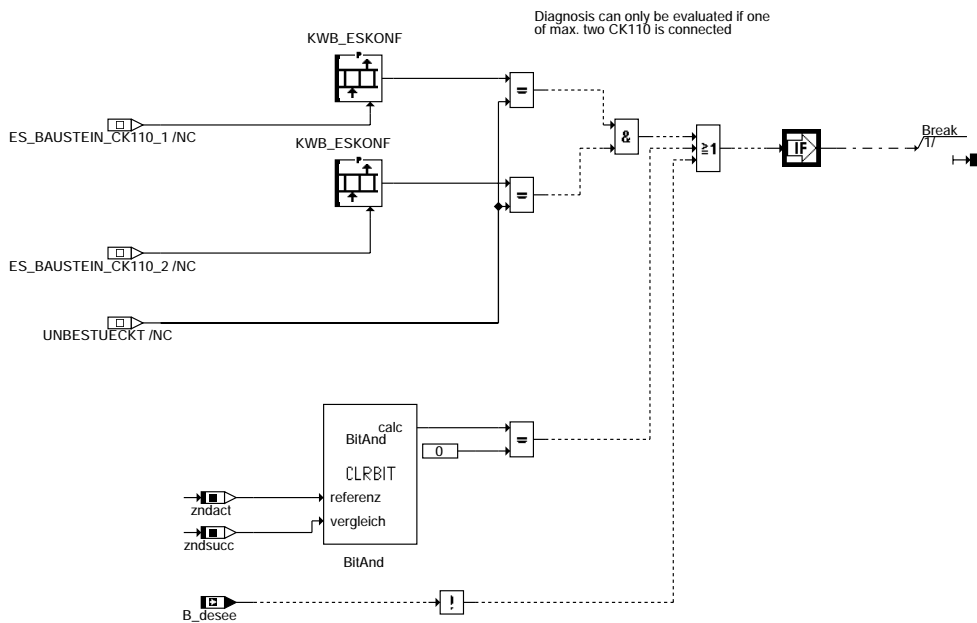 Diagnosis can only be evaluated if one
of max. two CK110 is connected
KWB_ESKONF
P
=
ES_BAUSTEIN_CK110_1 /NC
KWB_ESKONF
P
&
≥1
IF
Break
1/
=
ES_BAUSTEIN_CK110_2 /NC
UNBESTUECKT /NC
calc
BitAnd
0
=
CLRBIT
referenz
zndact
vergleich
zndsucc
BitAnd
!
B_desee